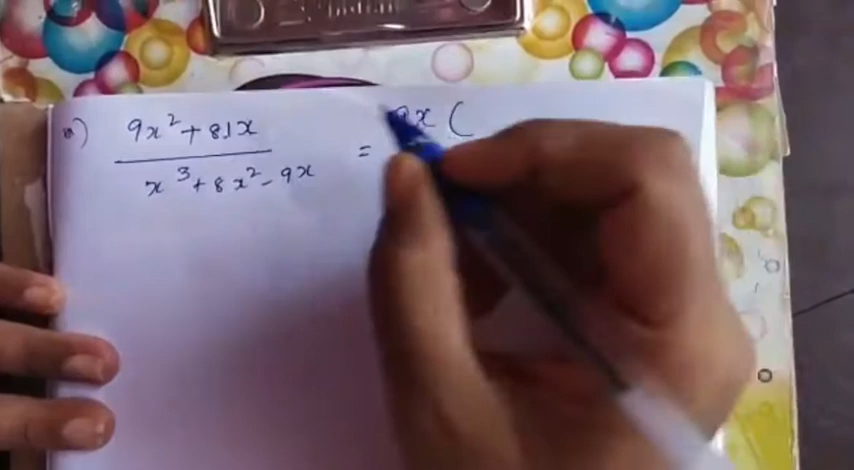 9x² + 81x
x³ + 8x² - 9x
= 9x (